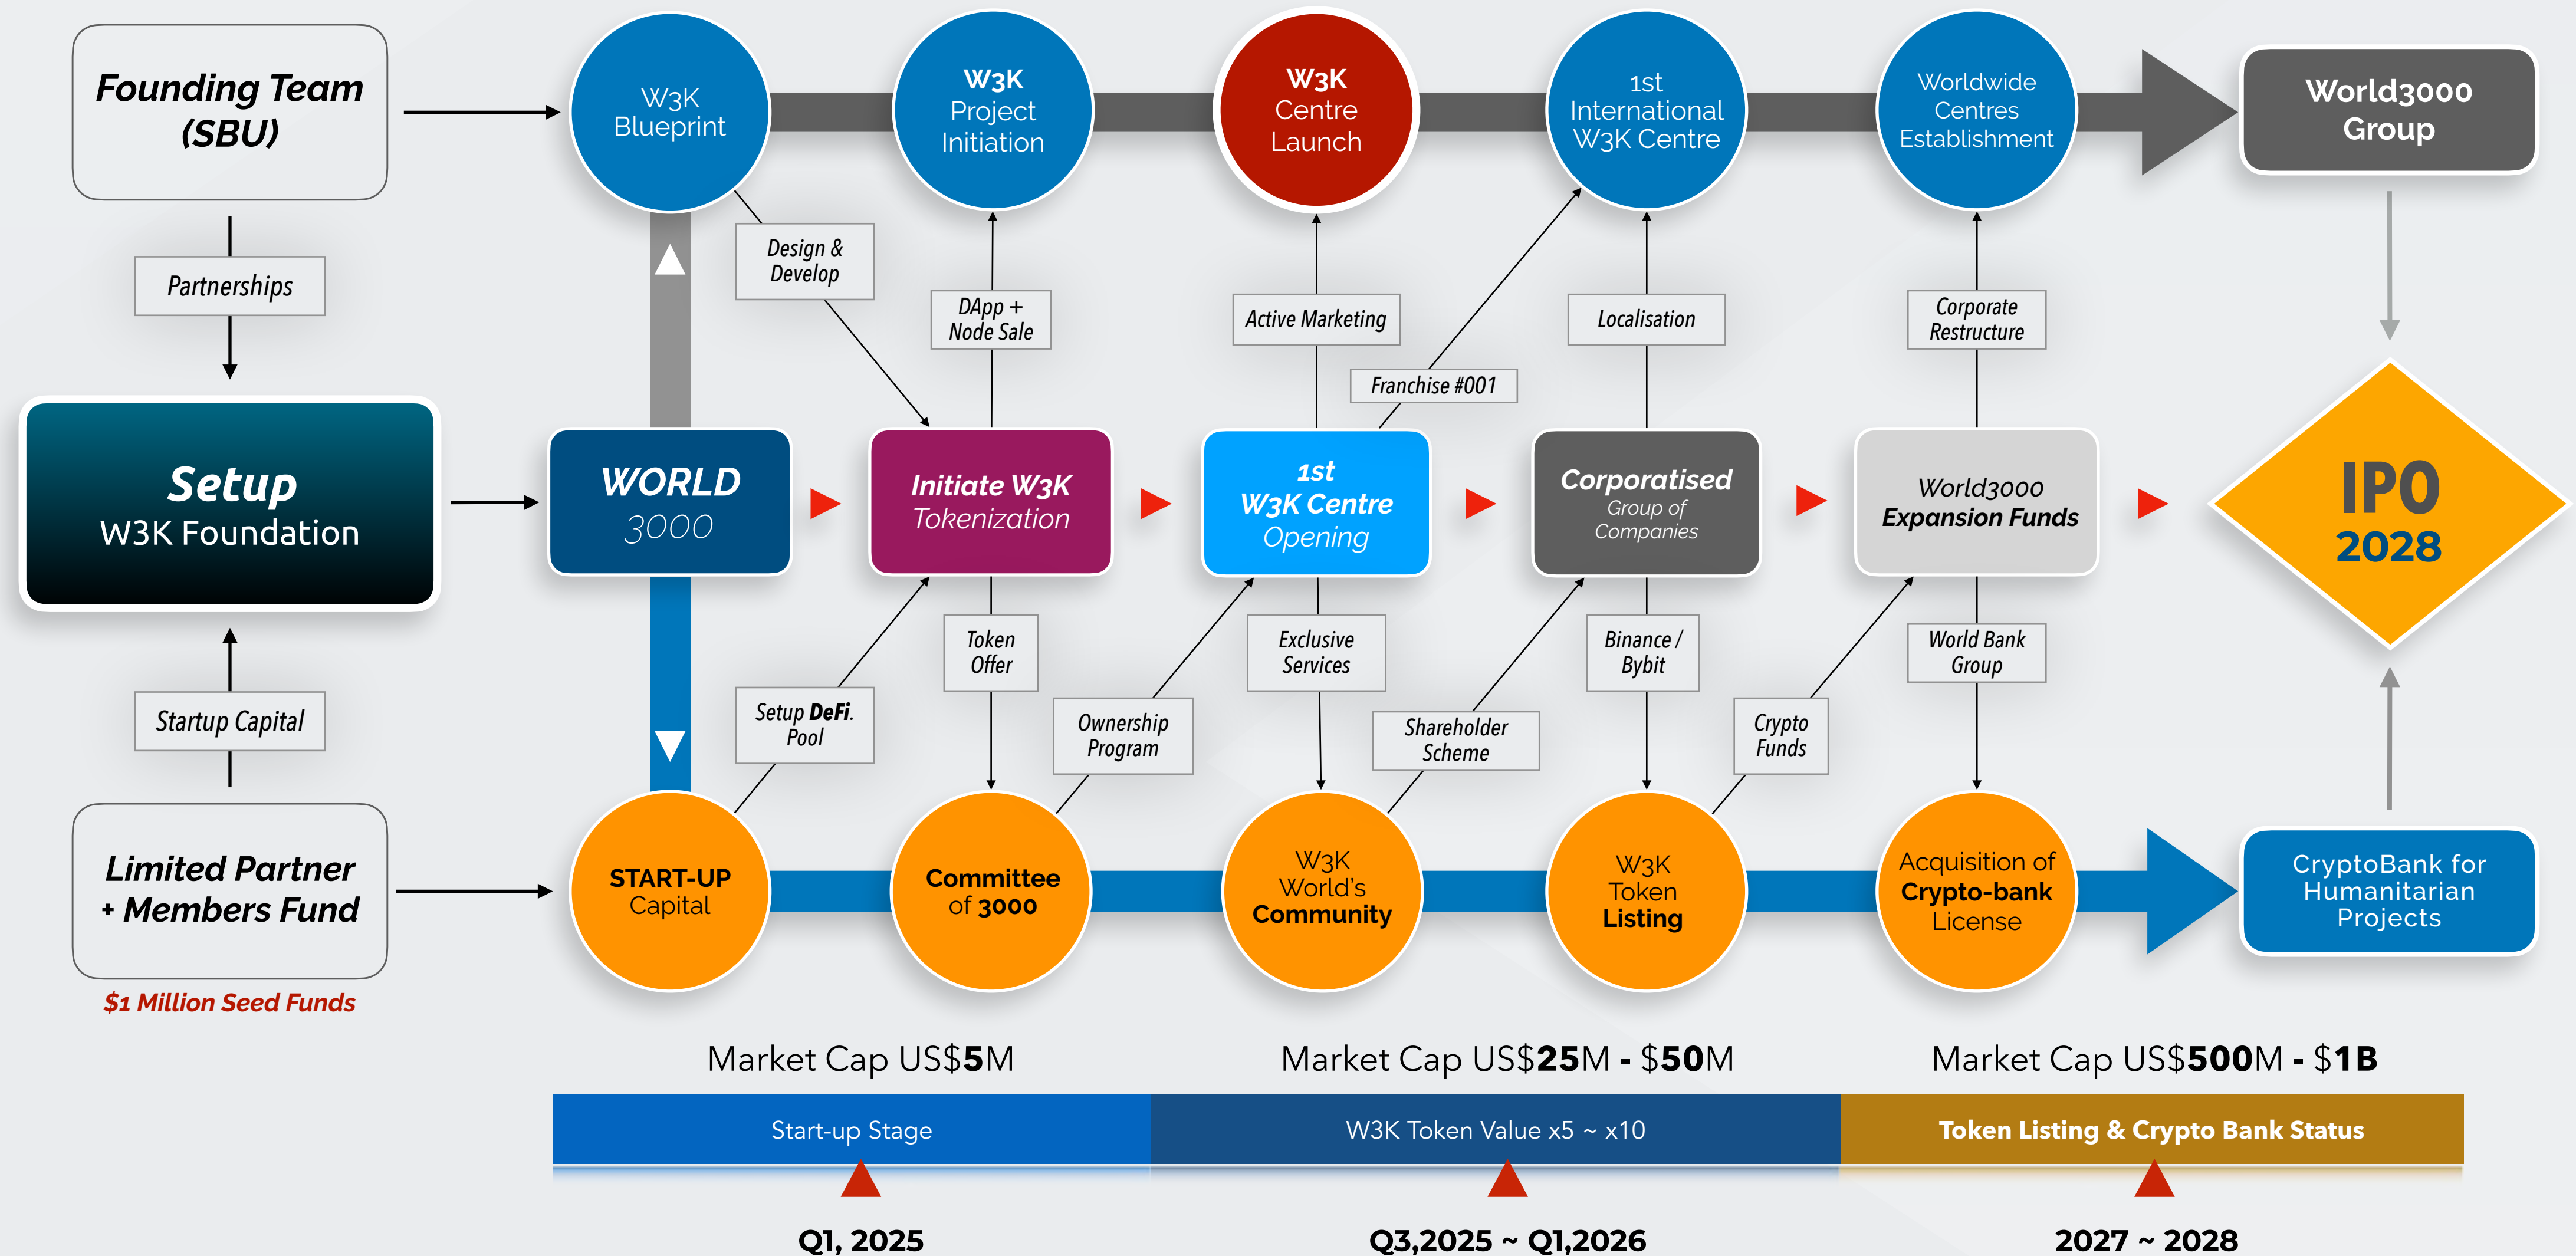 Founding Team
(SBU)
W3K
Blueprint
W3K
Project
Initiation
W3K
Centre
Launch
1st
International
W3K Centre
Worldwide
Centres
Establishment
World3000
Group
Partnerships
Design &
Develop
DApp +
Node Sale
Active Marketing
Franchise #001
Localisation
Corporate
Restructure
Setup
W3K Foundation
WORLD
3000
Initiate W3K
Tokenization
1st
W3K Centre
Opening
Corporatised
Group of
Companies
World3000
Expansion Funds
IPO
2028
Startup Capital
Setup DeFi.
Pool
Token
Offer
Ownership
Program
Exclusive
Services
Shareholder
Scheme
Binance /
Bybit
Crypto
Funds
World Bank
Group
Limited Partner
+ Members Fund
$1 Million Seed Funds
START-UP
Capital
Committee
of 3000
W3K
World's
Community
W3K
Token
Listing
Acquisition of
Crypto-bank
License
CryptoBank for
Humanitarian
Projects
Market Cap US$5M
Market Cap US$25M - $50M
Market Cap US$500M - $1B
Start-up Stage
W3K Token Value x5 ~ x10
Token Listing & Crypto Bank Status
Q1, 2025
Q3,2025 ~ Q1,2026
2027 ~ 2028